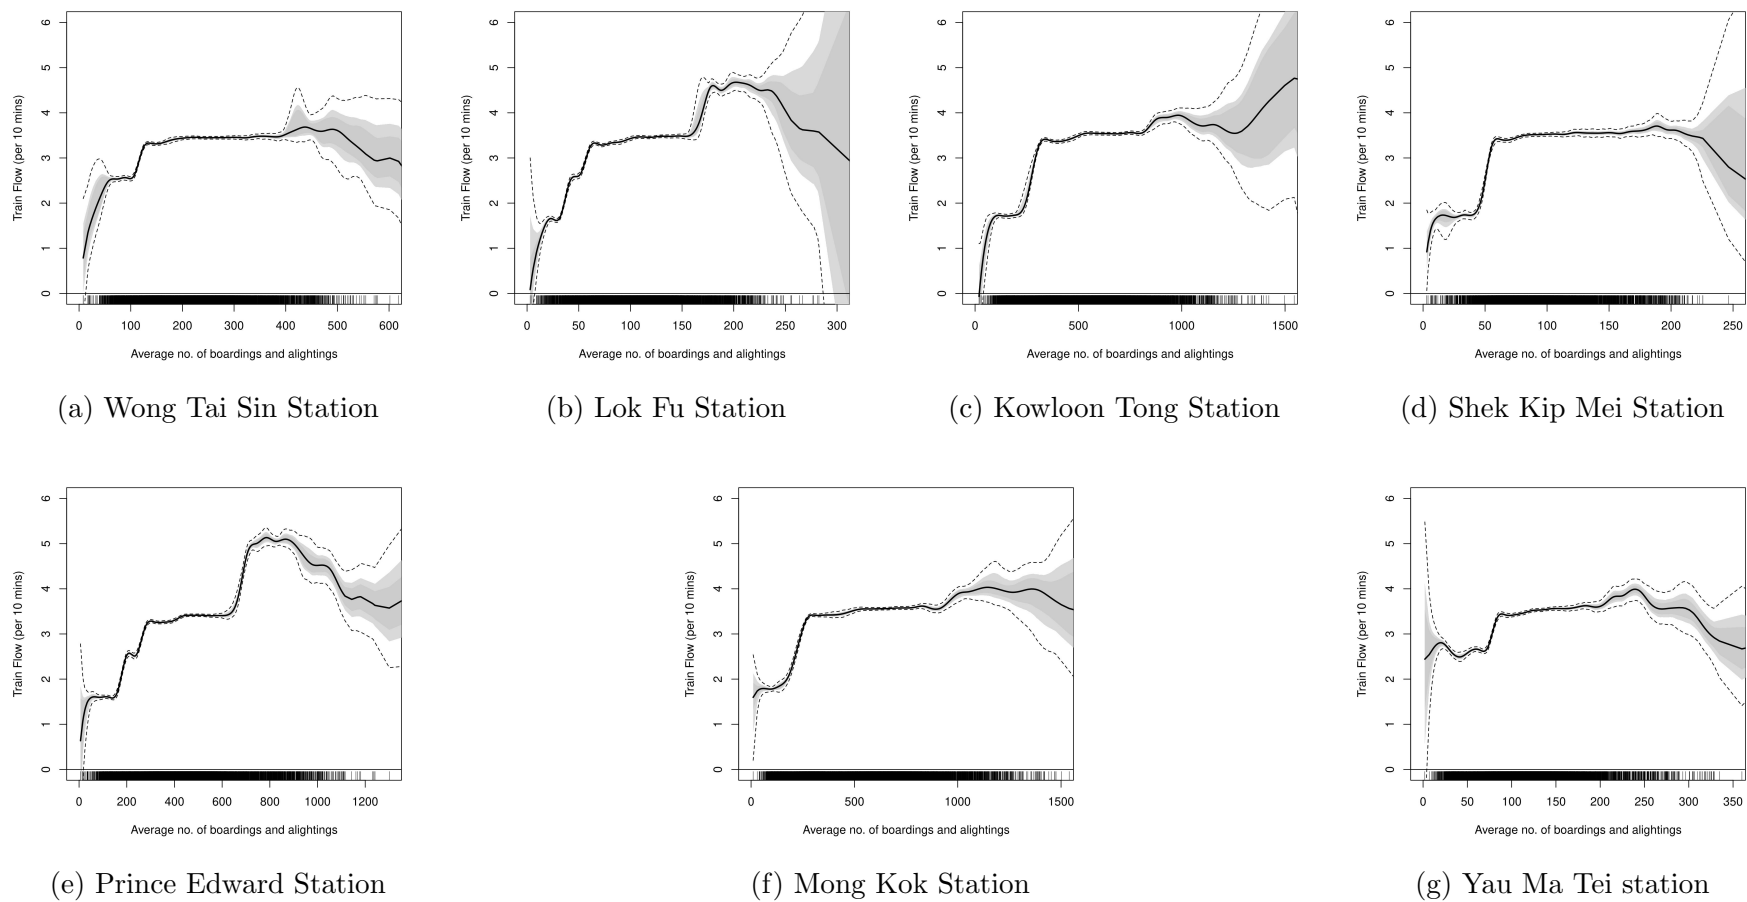 6
5
4
3
2
1
0
Train Flow (per 10 mins)
0 100 200 300 400 500 600
Average no. of boardings and alightings
(a) Wong Tai Sin Station
6
5
4
3
2
1
0
Train Flow (per 10 mins)
0 50 100 150 200 250 300
Average no. of boardings and alightings
(b) Lok Fu Station
6
5
4
3
2
1
0
Train Flow (per 10 mins)
0 500 1000 1500
Average no. of boardings and alightings
(c) Kowloon Tong Station
6
5
4
3
2
1
0
Train Flow (per 10 mins)
0 50 100 150 200 250
Average no. of boardings and alightings
(d) Shek Kip Mei Station
6
5
4
3
2
1
0
Train Flow (per 10 mins)
0 200 400 600 800 1000 1200
Average no. of boardings and alightings
(e) Prince Edward Station
6
5
4
3
2
1
0
Train Flow (per 10 mins)
0 500 1000 1500
Average no. of boardings and alightings
(f) Mong Kok Station
6
5
4
3
2
1
0
Train Flow (per 10 mins)
0 50 100 150 200 250 300 350
Average no. of boardings and alightings
(g) Yau Ma Tei station